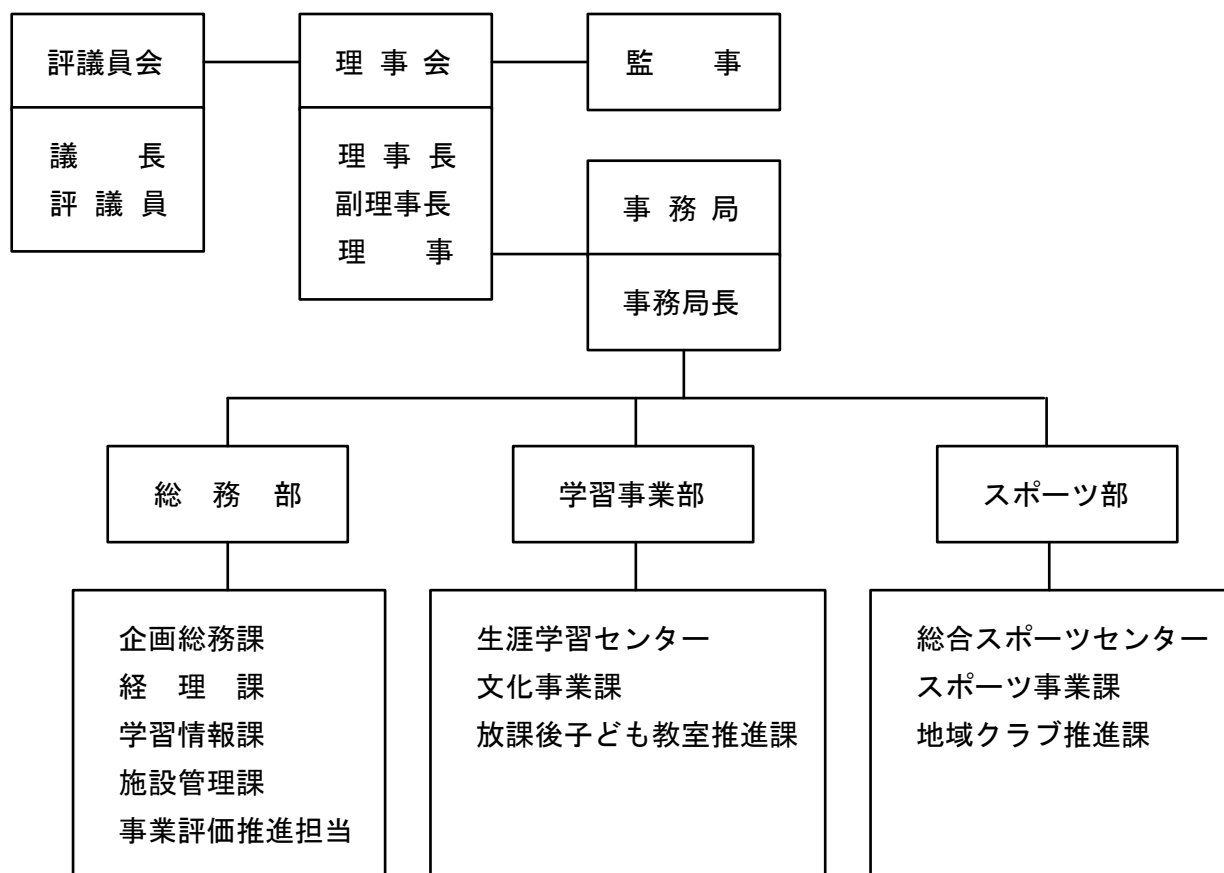 評議員会
議長
評議員
理事会
理事長
副理事長
理事
監事
事務局
事務局長
総務部
企画総務課
経理課
学習情報課
施設管理課
事業評価推進担当
学習事業部
生涯学習センター
文化事業課
放課後子ども教室推進課
スポーツ部
総合スポーツセンター
スポーツ事業課
地域クラブ推進課